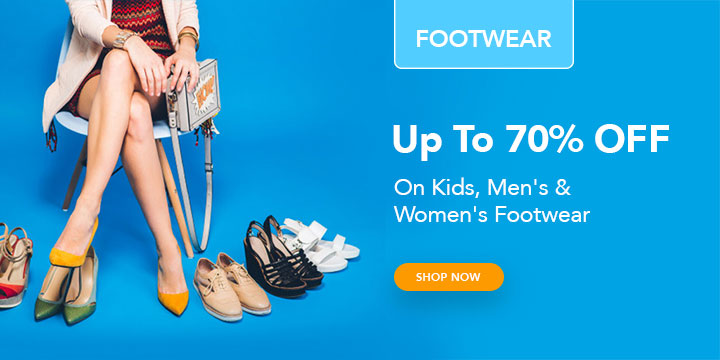 FOOTWEAR
Up To 70% OFF
On Kids, Men's &
Women's Footwear
SHOP NOW